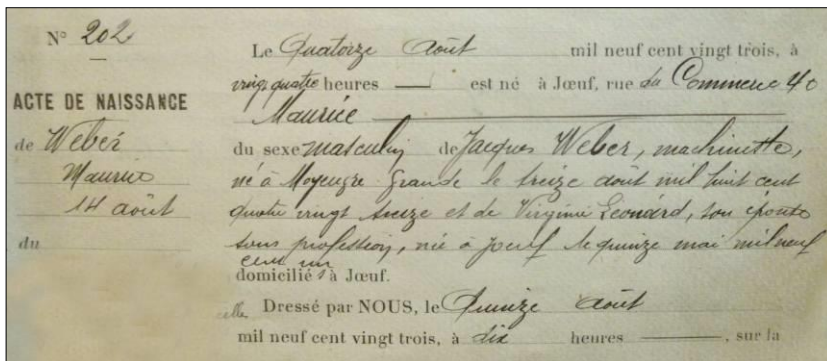 N° 202
ACTE DE NAISSANCE
de Weber
Maurice
14 août
du
Le Quatorze Août mil neuf cent vingt trois, à
vingt quatre heures — est né à Jœuf, rue du Commerce 40
Maurice
du sexe masculin de Jacques Weber, machiniste,
né à Moyeuvre Grande le treize août mil huit cent
quatre vingt treize et de Virginie Léonard, son épouse
sans profession, née à Jœuf le quinze mai mil neuf
cent un
domiciliés à Jœuf.
Dressé par NOUS, le Quinze Août
mil neuf cent vingt trois, à dix heures —, sur la